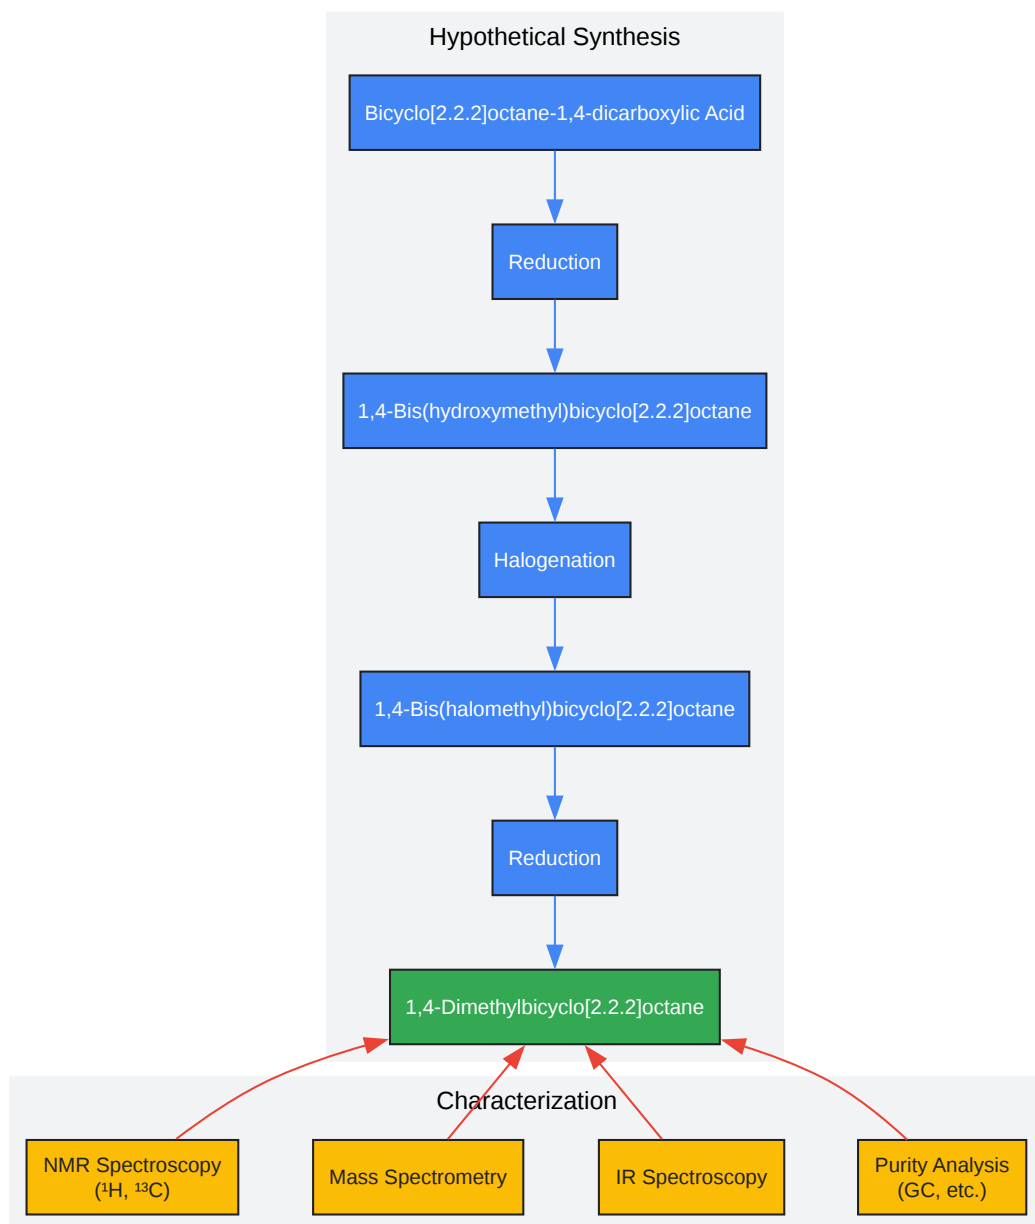 Hypothetical Synthesis
Bicyclo[2.2.2]octane-1,4-dicarboxylic Acid
Reduction
1,4-Bis(hydroxymethyl)bicyclo[2.2.2]octane
Halogenation
1,4-Bis(halomethyl)bicyclo[2.2.2]octane
Reduction
1,4-Dimethylbicyclo[2.2.2]octane
Characterization
NMR Spectroscopy
(¹H, ¹³C)
Mass Spectrometry
IR Spectroscopy
Purity Analysis
(GC, etc.)